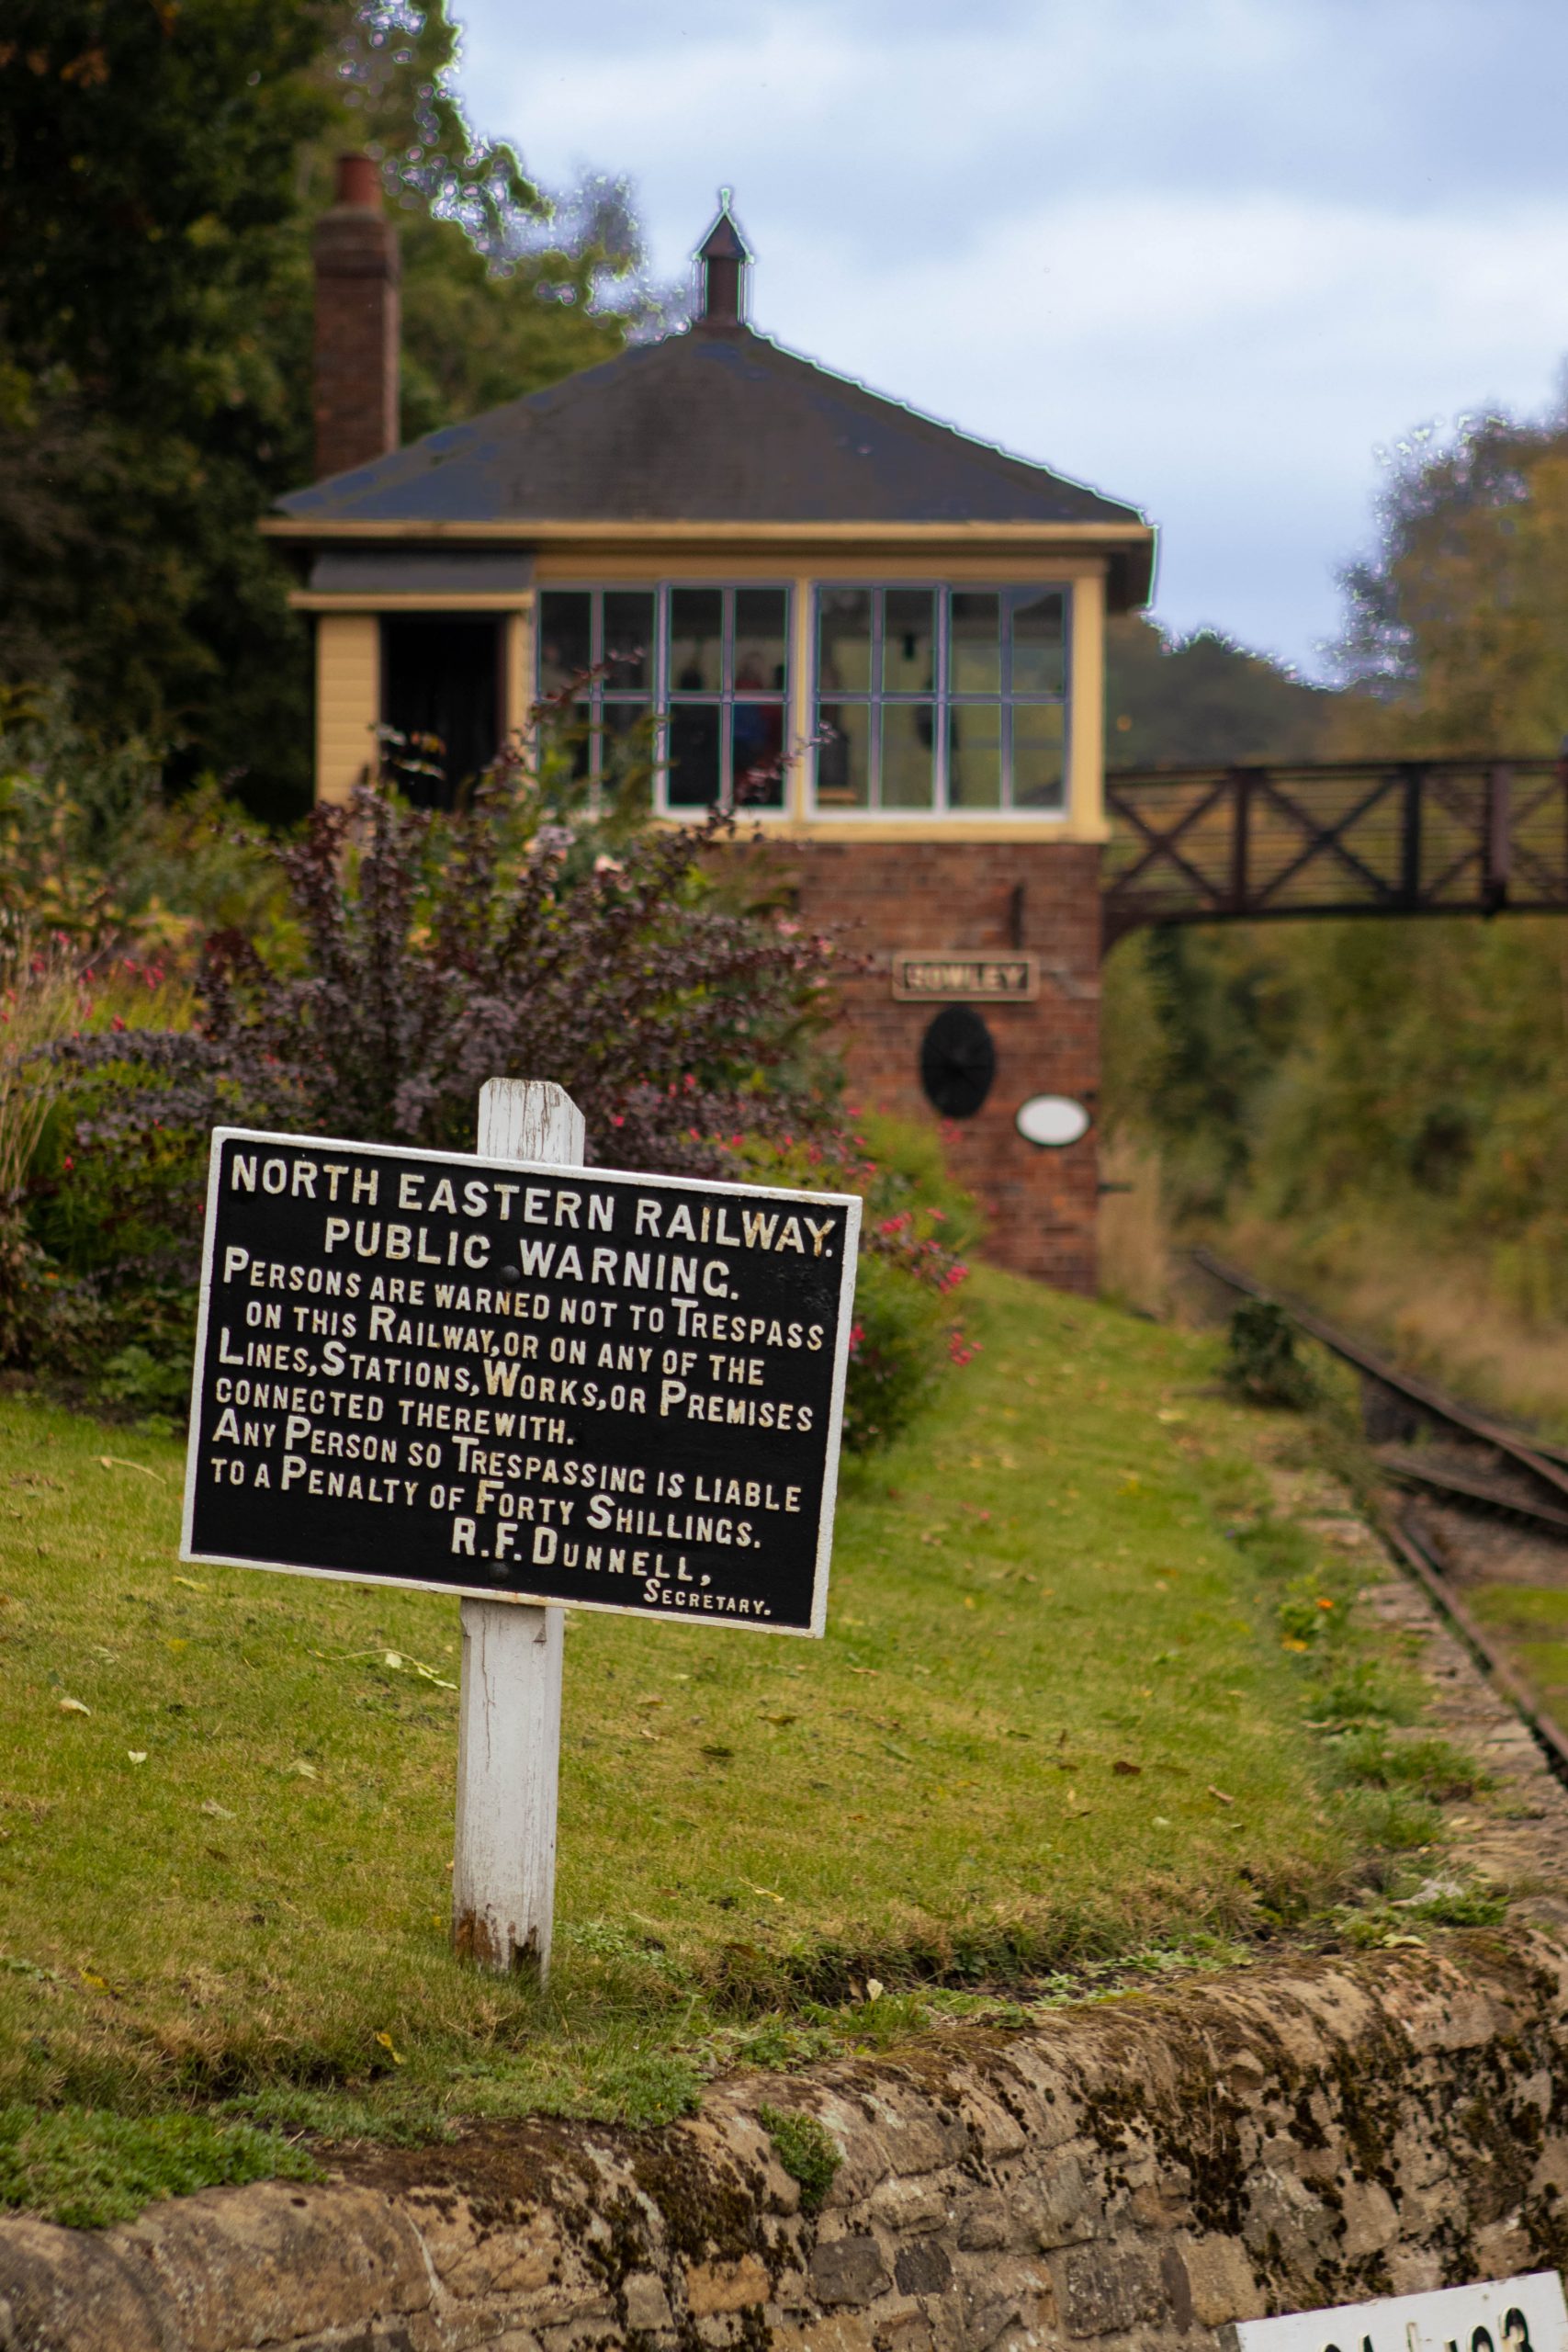 ROWLEY
NORTH EASTERN RAILWAY.
PUBLIC WARNING.
PERSONS ARE WARNED NOT TO TRESPASS
ON THIS RAILWAY, OR ON ANY OF THE
LINES, STATIONS, WORKS, OR PREMISES
CONNECTED THEREWITH.
ANY PERSON SO TRESPASSING IS LIABLE
TO A PENALTY OF FORTY SHILLINGS.
R.F. DUNNELL,
SECRETARY.